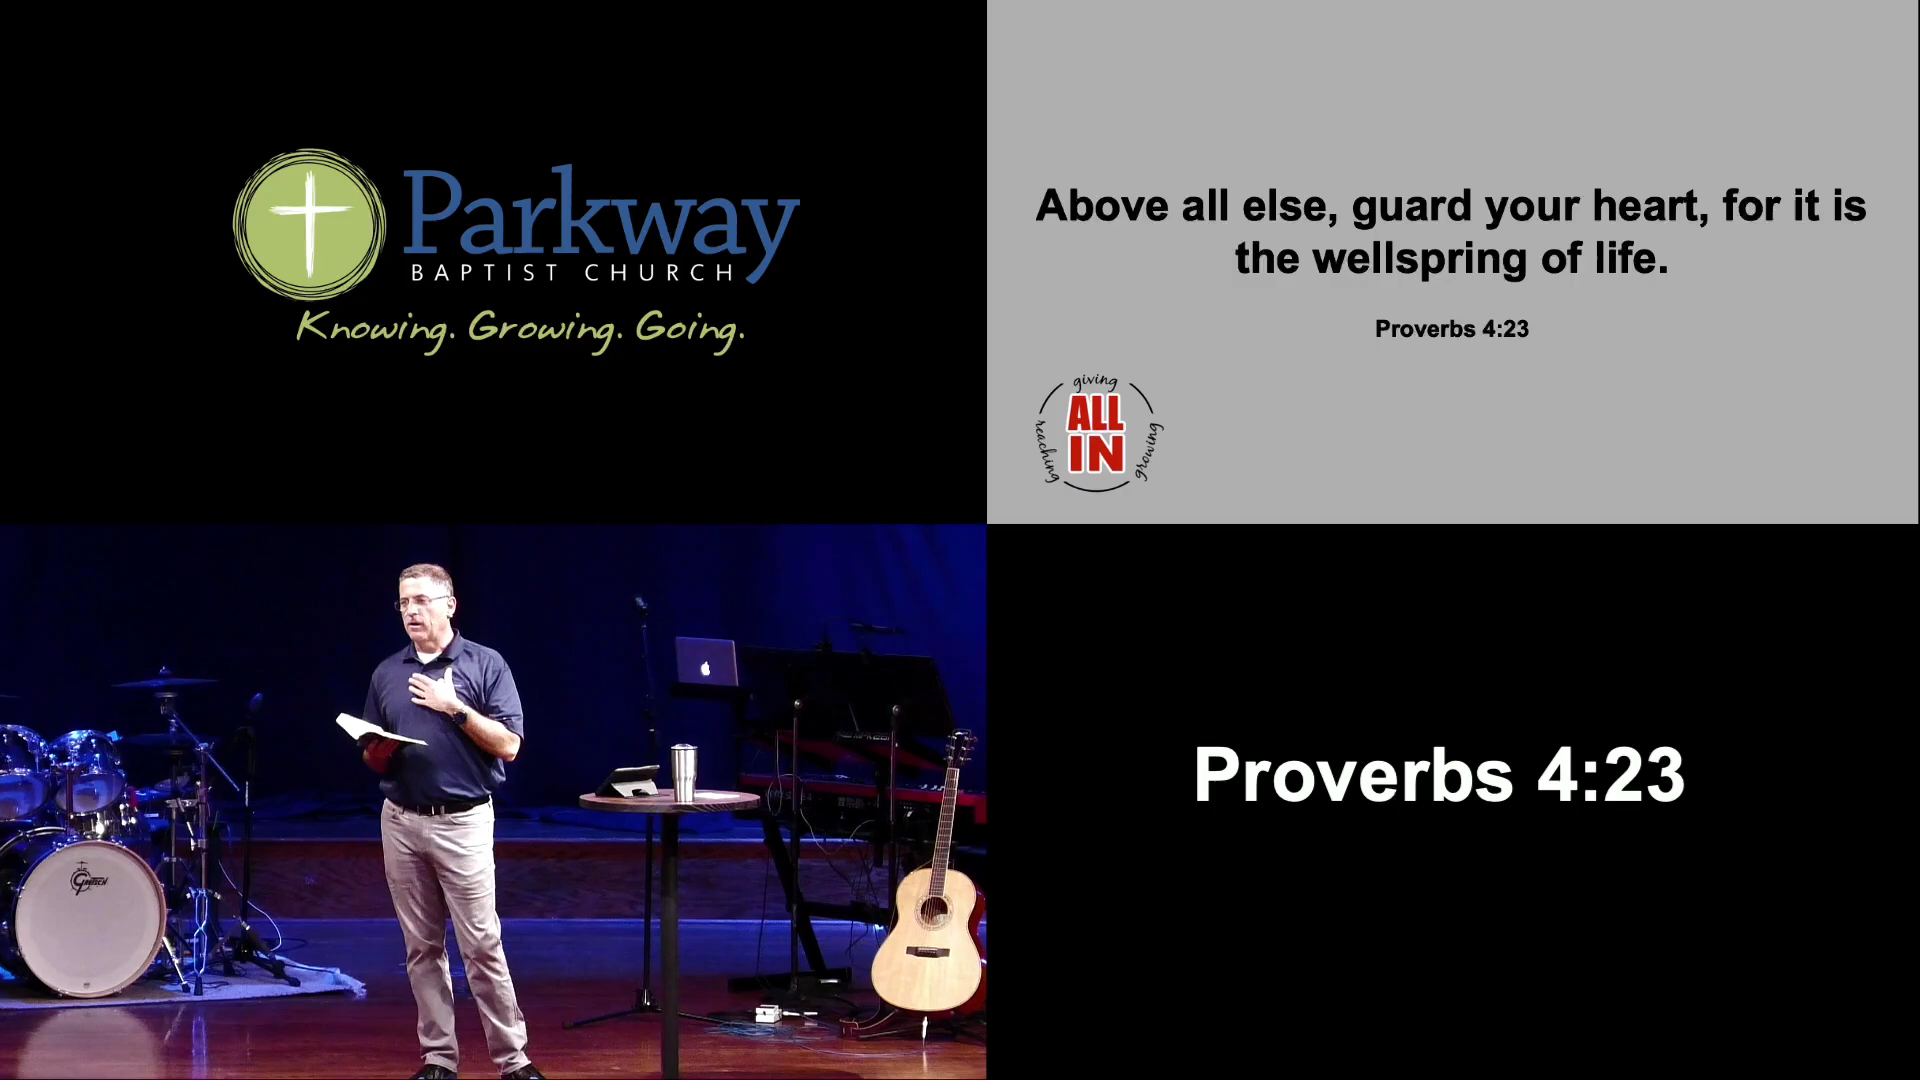 Parkway
BAPTIST CHURCH
Knowing. Growing. Going.
Above all else, guard your heart, for it is
the wellspring of life.
Proverbs 4:23
giving
ALL
IN
reaching
growing
GRETSCH
Proverbs 4:23